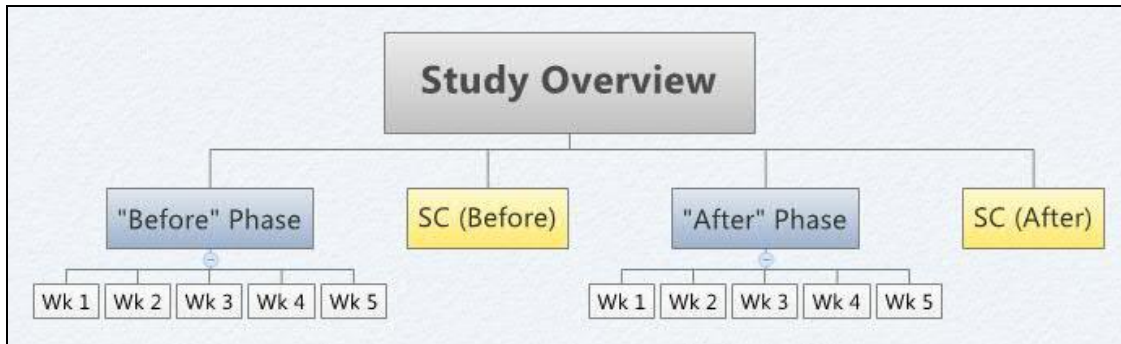 Study Overview
"Before" Phase
SC (Before)
"After" Phase
SC (After)
Wk 1
Wk 2
Wk 3
Wk 4
Wk 5
Wk 1
Wk 2
Wk 3
Wk 4
Wk 5